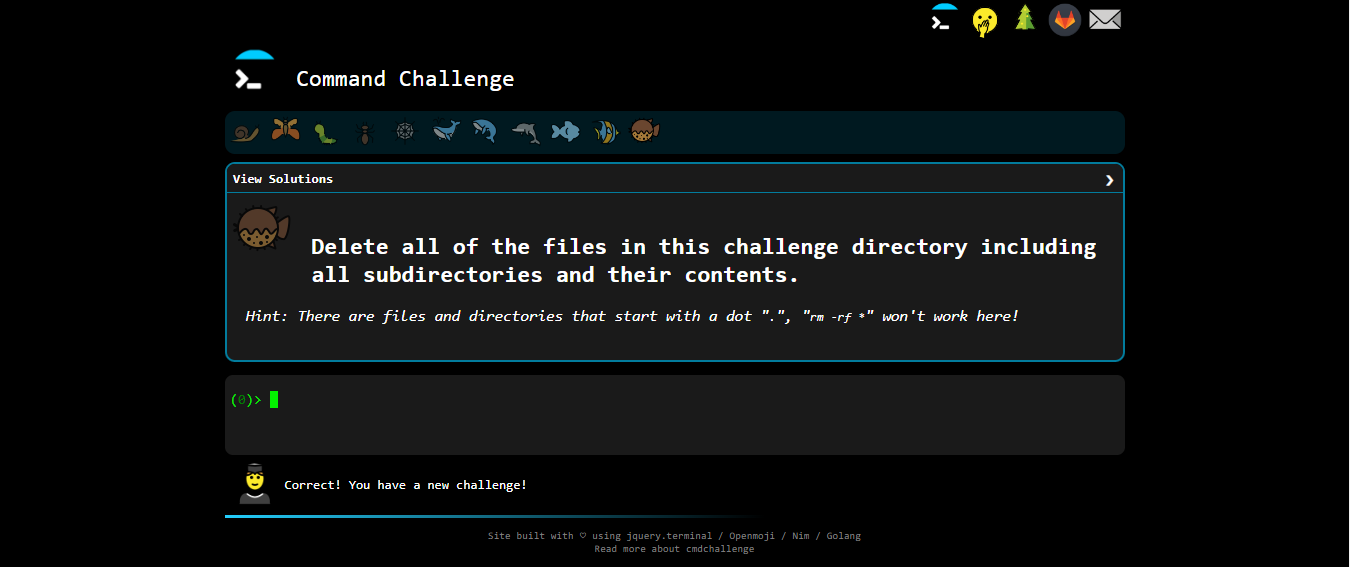 Command Challenge
View Solutions
Delete all of the files in this challenge directory including
all subdirectories and their contents.
Hint: There are files and directories that start with a dot ".", "rm -rf *" won't work here!
(0)>
Correct! You have a new challenge!
Site built with ♡ using jquery.terminal / Openmoji / Nim / Golang
Read more about cmdchallenge